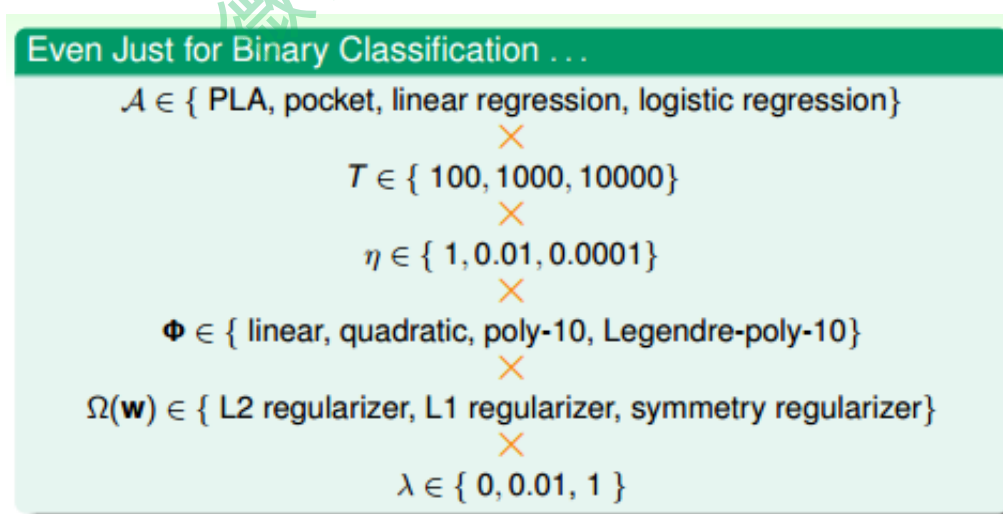 Even Just for Binary Classification . . .
𝒜 ∈ { PLA, pocket, linear regression, logistic regression}
×
T ∈ { 100, 1000, 10000}
×
η ∈ { 1, 0.01, 0.0001}
×
Φ ∈ { linear, quadratic, poly-10, Legendre-poly-10}
×
Ω(w) ∈ { L2 regularizer, L1 regularizer, symmetry regularizer}
×
λ ∈ { 0, 0.01, 1 }